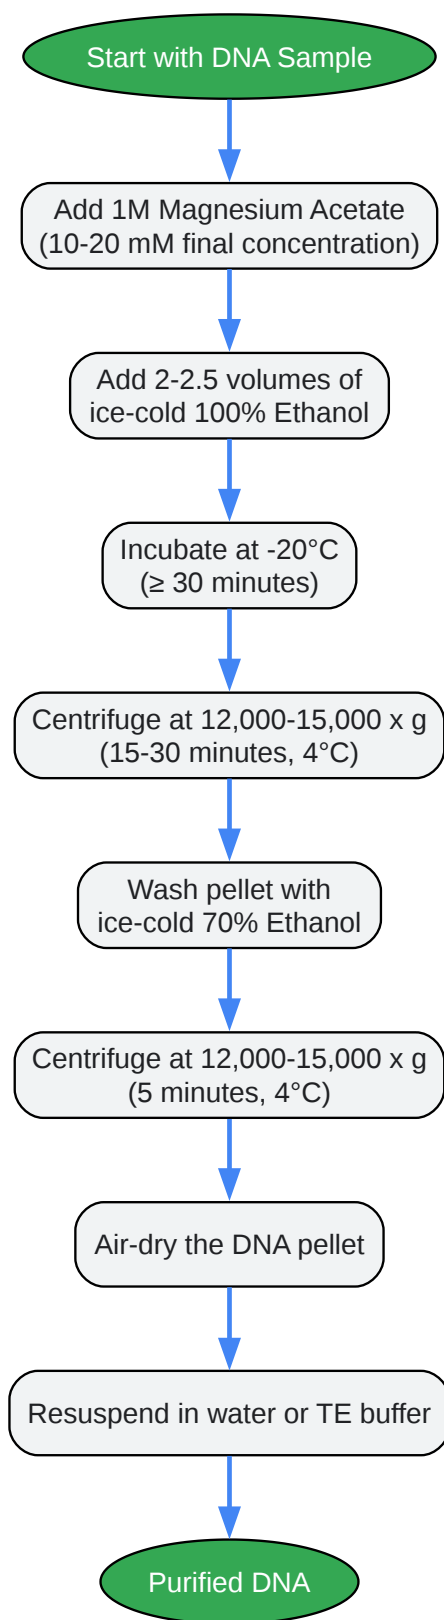 Start with DNA Sample
Add 1M Magnesium Acetate
(10-20 mM final concentration)
Add 2-2.5 volumes of
ice-cold 100% Ethanol
Incubate at -20°C
(≥ 30 minutes)
Centrifuge at 12,000-15,000 x g
(15-30 minutes, 4°C)
Wash pellet with
ice-cold 70% Ethanol
Centrifuge at 12,000-15,000 x g
(5 minutes, 4°C)
Air-dry the DNA pellet
Resuspend in water or TE buffer
Purified DNA